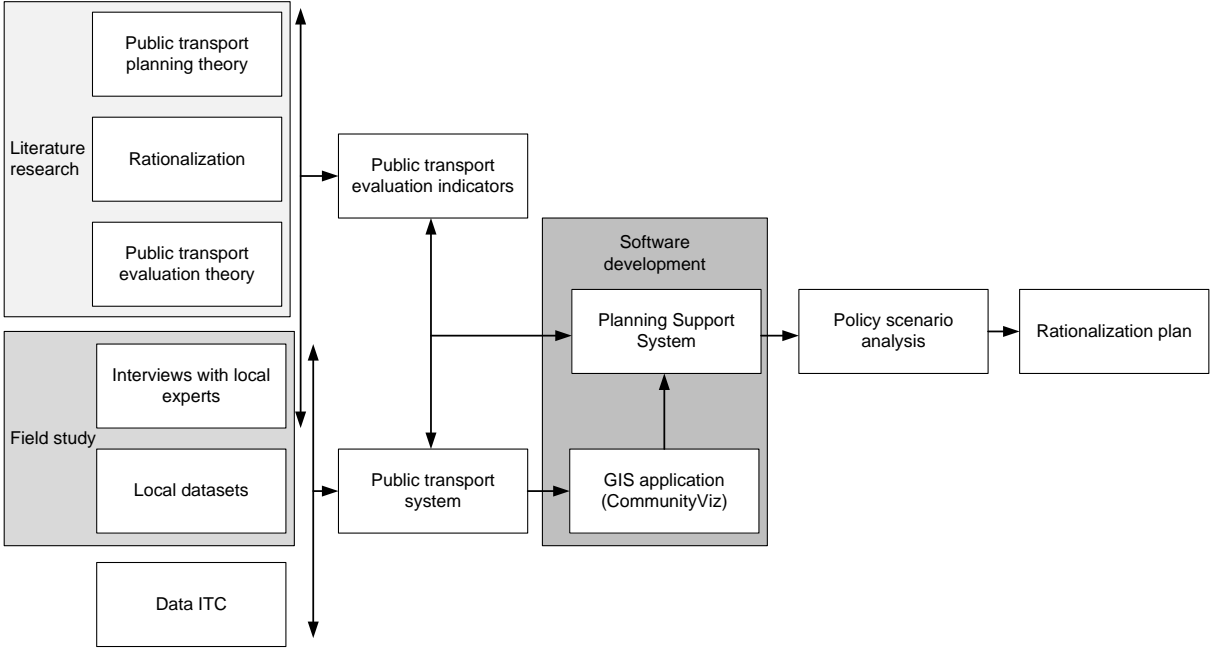 Literature
research
Public transport
planning theory
Rationalization
Public transport
evaluation theory
Field study
Interviews with local
experts
Local datasets
Data ITC
Public transport
evaluation indicators
Public transport
system
Software
development
Planning Support
System
GIS application
(CommunityViz)
Policy scenario
analysis
Rationalization plan